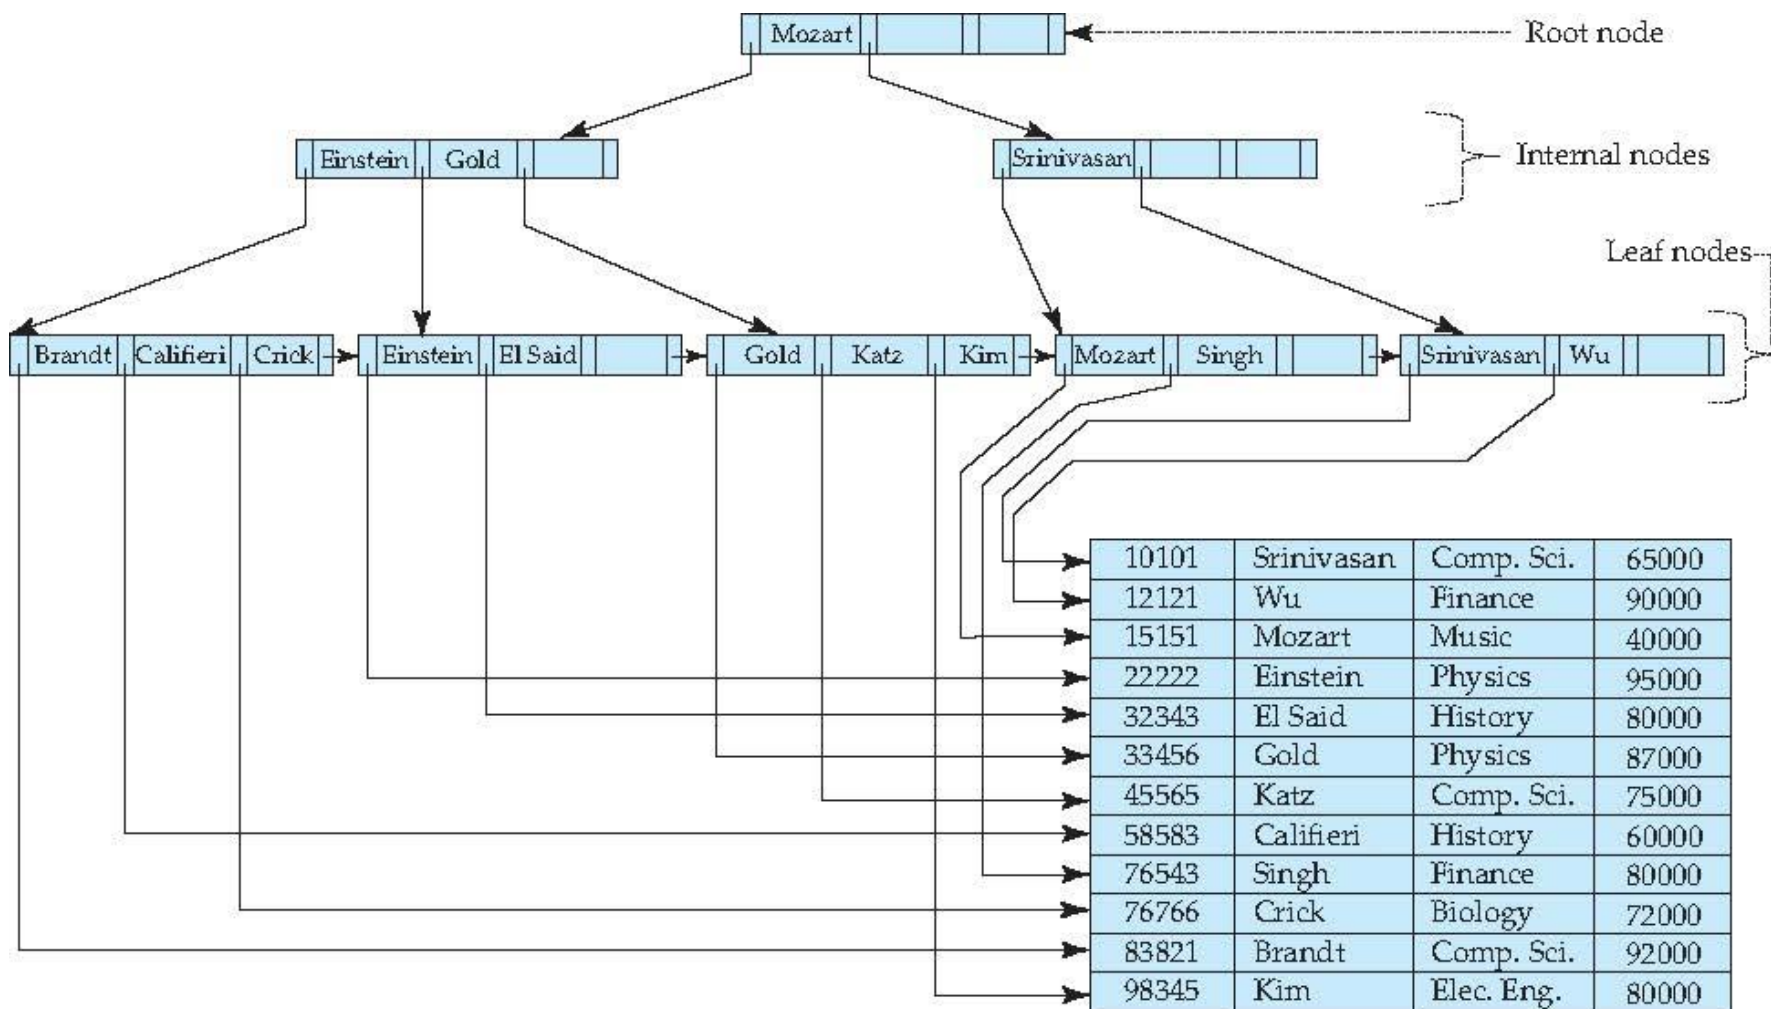 Mozart
Root node
Einstein Gold
Srinivasan
Internal nodes
Leaf nodes
Brandt Califieri Crick
Einstein El Said
Gold Katz Kim
Mozart Singh
Srinivasan Wu
10101 Srinivasan Comp. Sci. 65000
12121 Wu Finance 90000
15151 Mozart Music 40000
22222 Einstein Physics 95000
32343 El Said History 80000
33456 Gold Physics 87000
45565 Katz Comp. Sci. 75000
58583 Califieri History 60000
76543 Singh Finance 80000
76766 Crick Biology 72000
83821 Brandt Comp. Sci. 92000
98345 Kim Elec. Eng. 80000